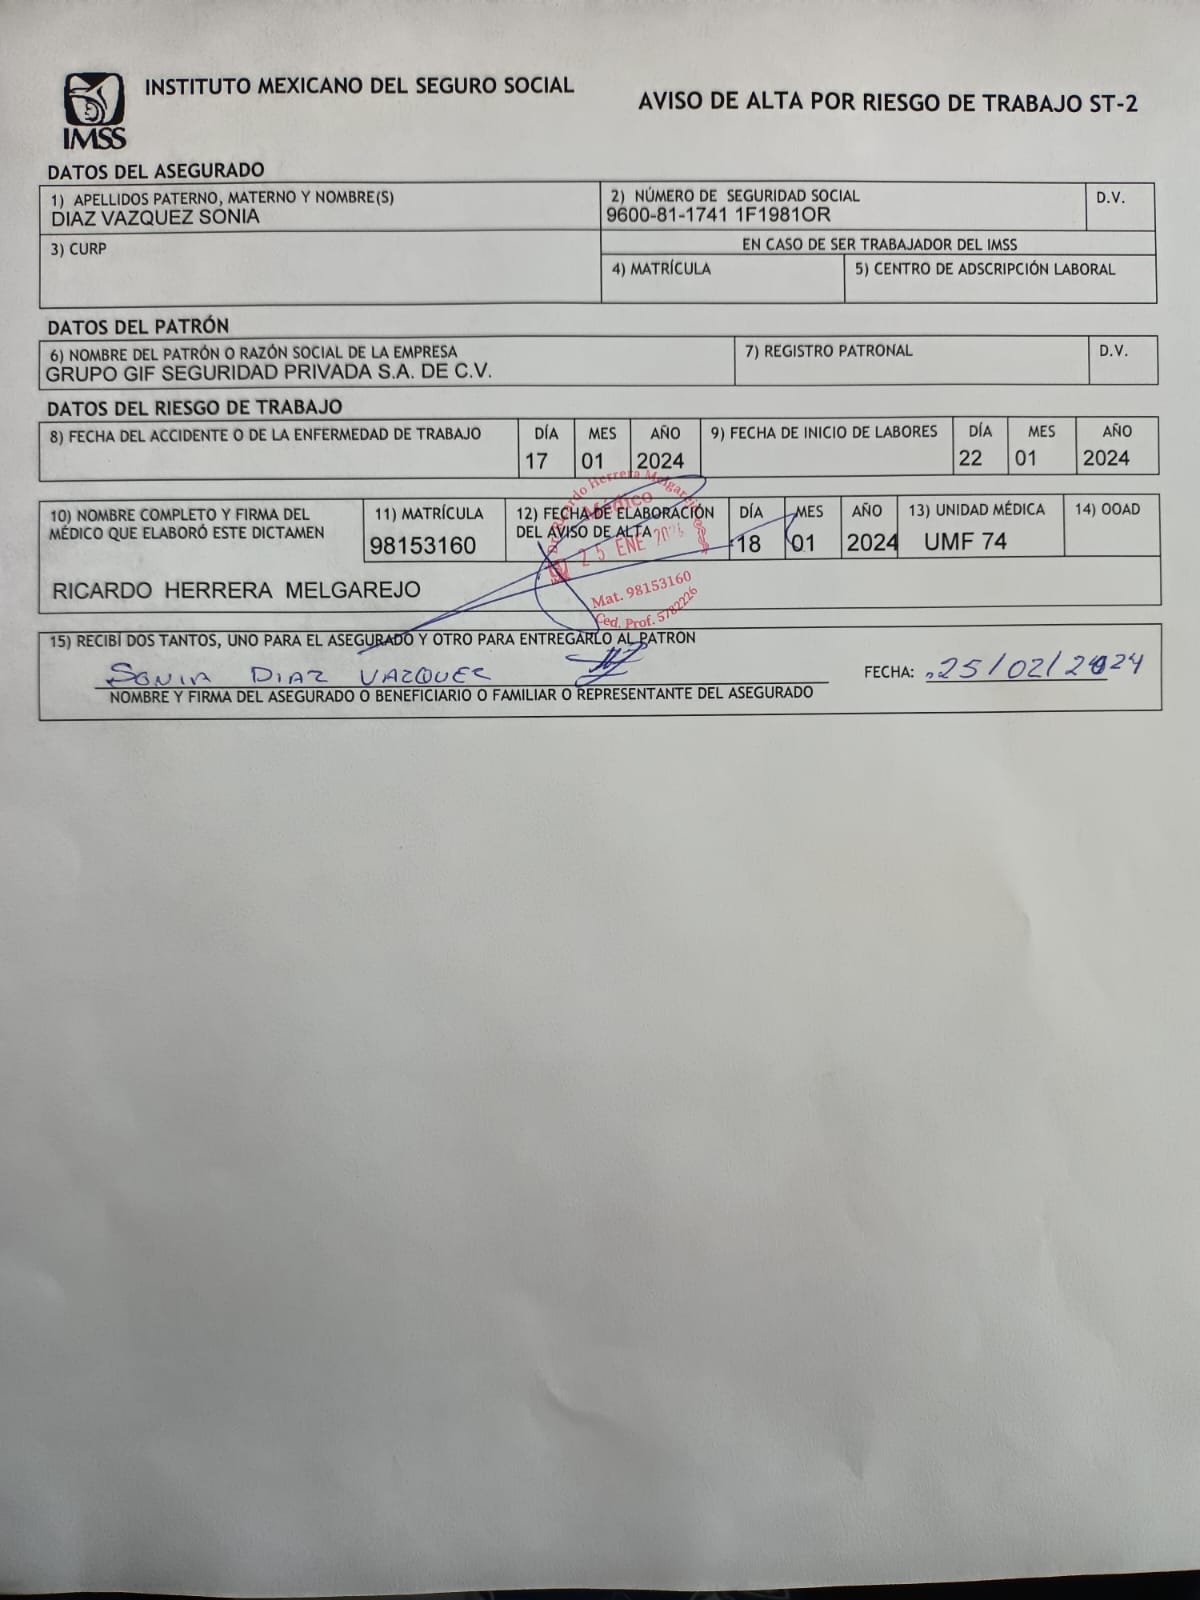 IMSS
INSTITUTO MEXICANO DEL SEGURO SOCIAL
AVISO DE ALTA POR RIESGO DE TRABAJO ST-2
DATOS DEL ASEGURADO
1) APELLIDOS PATERNO, MATERNO Y NOMBRE(S)
DIAZ VAZQUEZ SONIA
2) NÚMERO DE SEGURIDAD SOCIAL
9600-81-1741 1F1981OR
D.V.
3) CURP
EN CASO DE SER TRABAJADOR DEL IMSS
4) MATRÍCULA
5) CENTRO DE ADSCRIPCIÓN LABORAL
DATOS DEL PATRÓN
6) NOMBRE DEL PATRÓN O RAZÓN SOCIAL DE LA EMPRESA
GRUPO GIF SEGURIDAD PRIVADA S.A. DE C.V.
7) REGISTRO PATRONAL
D.V.
DATOS DEL RIESGO DE TRABAJO
8) FECHA DEL ACCIDENTE O DE LA ENFERMEDAD DE TRABAJO
DÍA MES AÑO
17 01 2024
9) FECHA DE INICIO DE LABORES
DÍA MES AÑO
22 01 2024
10) NOMBRE COMPLETO Y FIRMA DEL
MÉDICO QUE ELABORÓ ESTE DICTAMEN
RICARDO HERRERA MELGAREJO
11) MATRÍCULA
98153160
12) FECHA DE ELABORACIÓN
DEL AVISO DE ALTA
DÍA MES AÑO
18 01 2024
13) UNIDAD MÉDICA
UMF 74
14) OOAD
Herrera Melgarejo
Médico
25 ENE
Mat. 98153160
Ced. Prof. 5782226
15) RECIBÍ DOS TANTOS, UNO PARA EL ASEGURADO Y OTRO PARA ENTREGARLO AL PATRON
SONIA DIAZ VAZQUEZ
NOMBRE Y FIRMA DEL ASEGURADO O BENEFICIARIO O FAMILIAR O REPRESENTANTE DEL ASEGURADO
FECHA: 25/02/2024